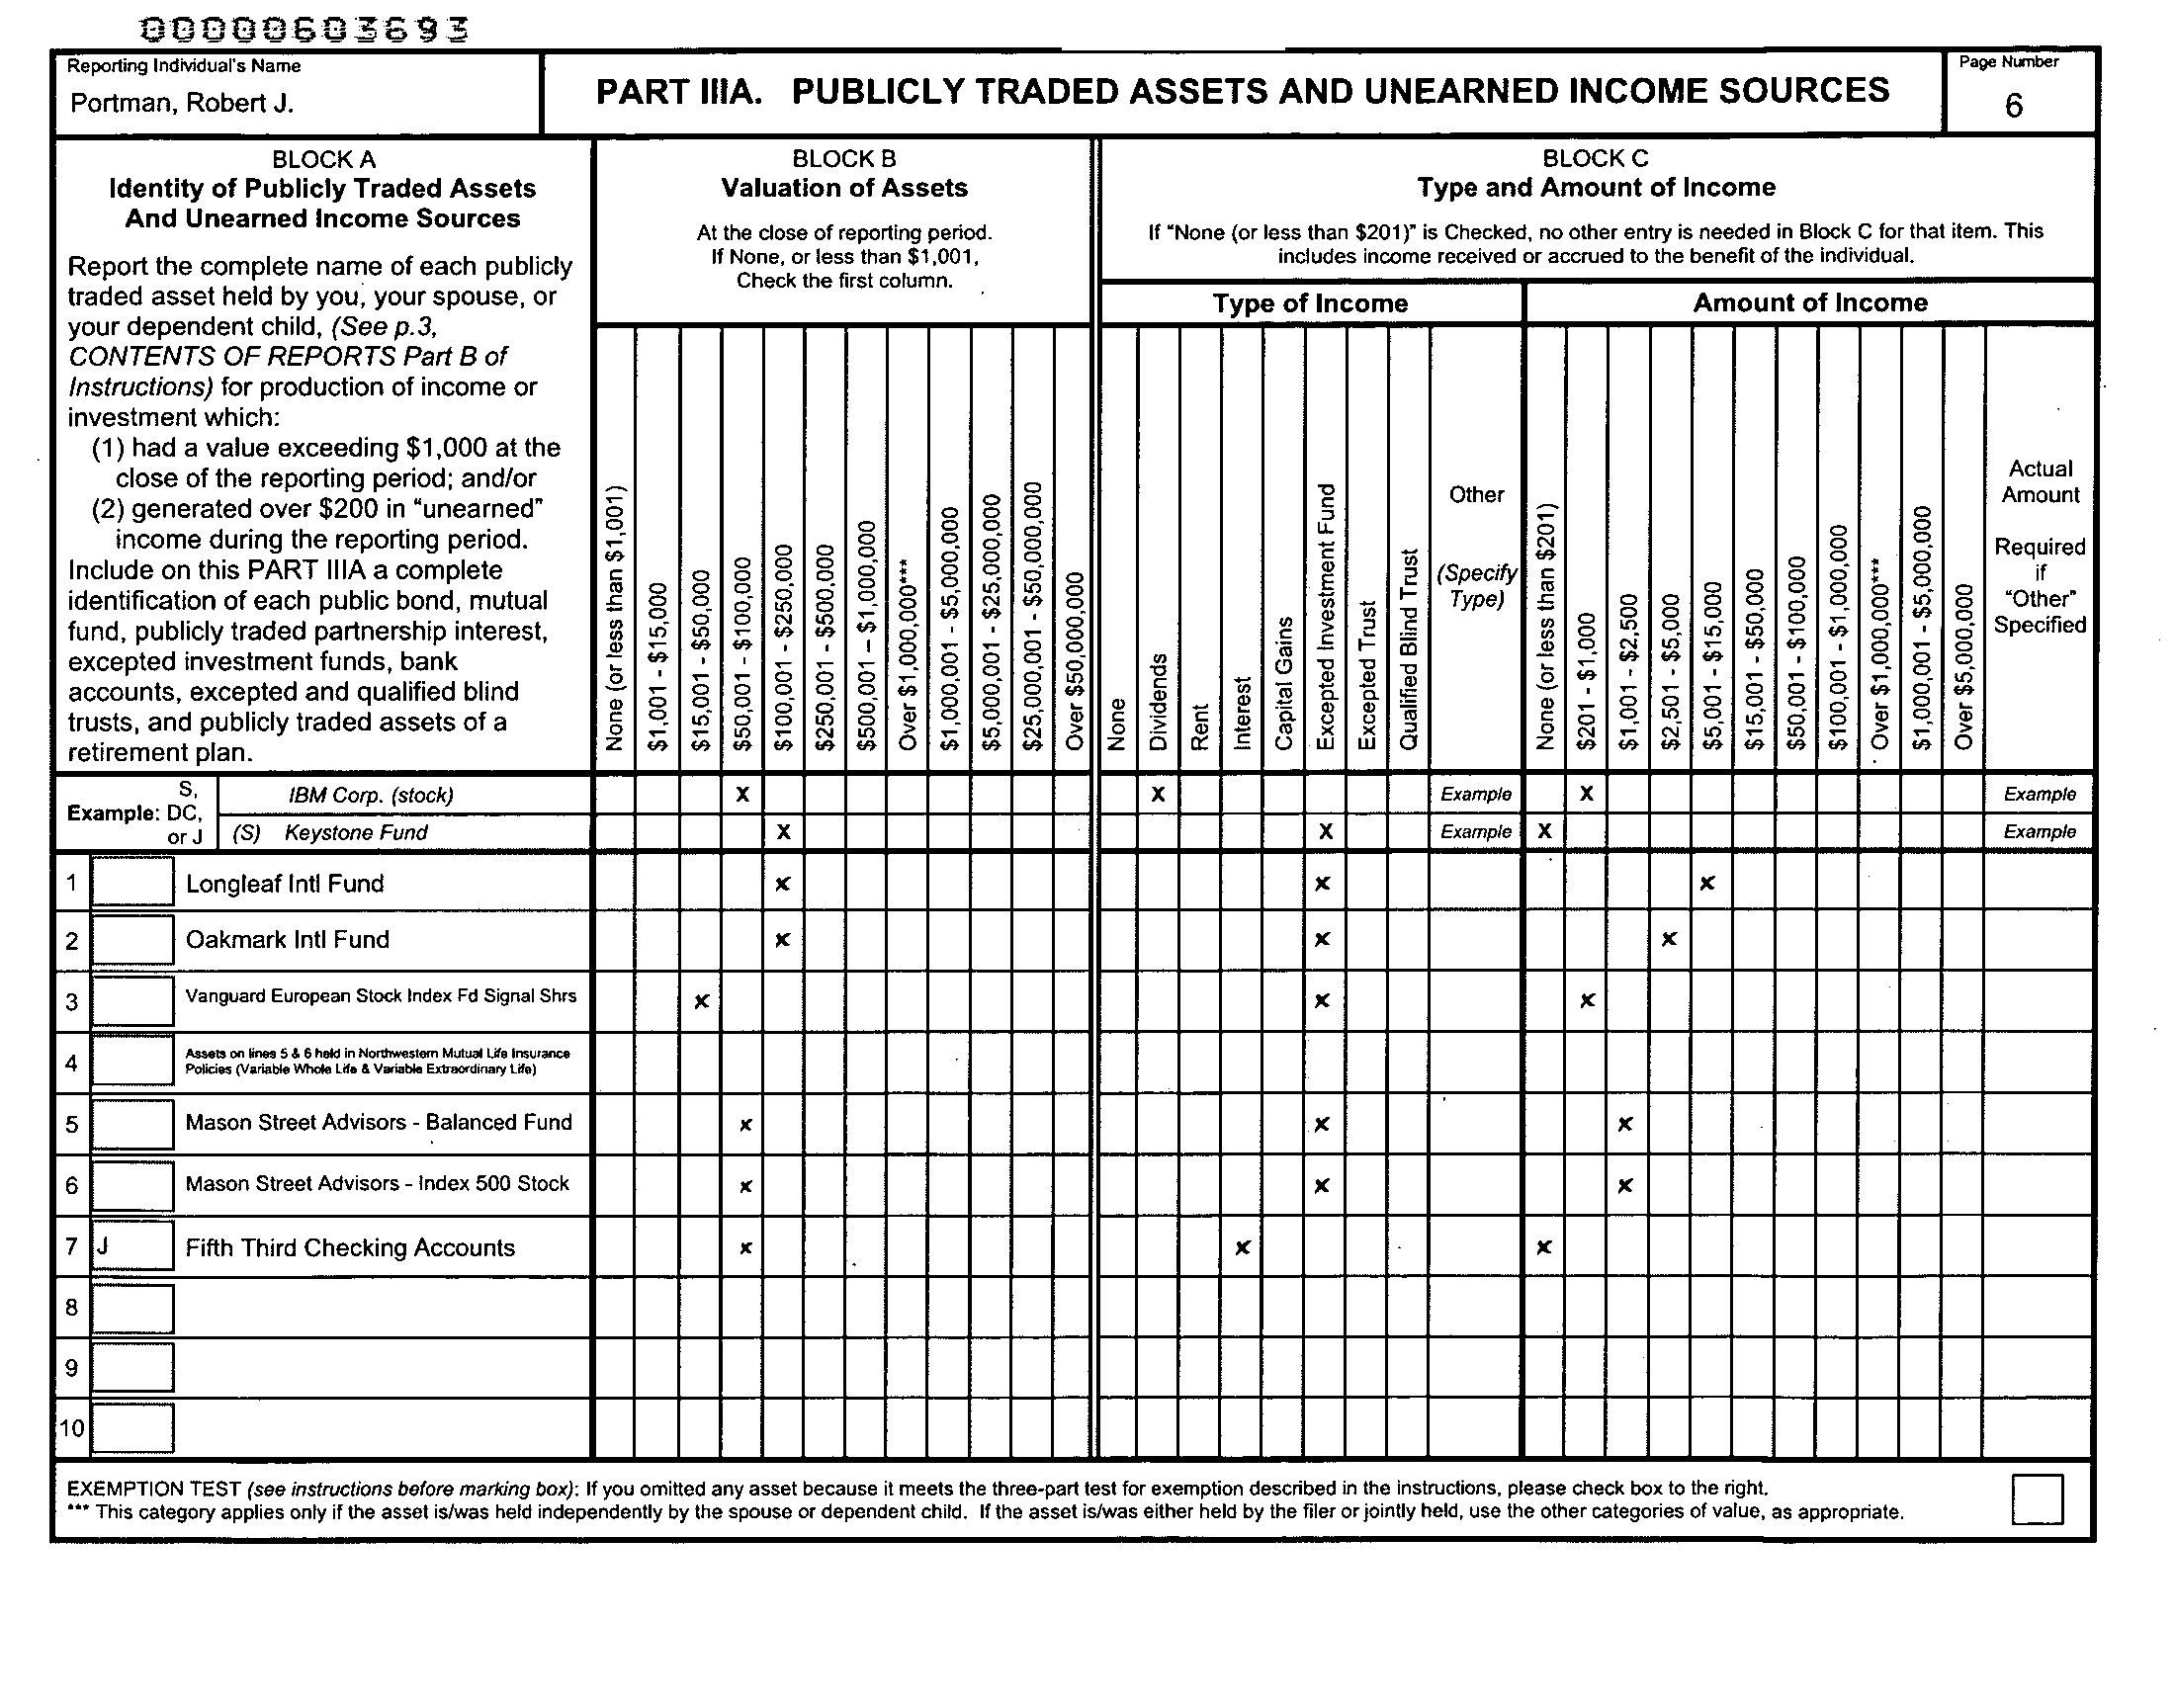 00000603693
Reporting Individual's Name
Portman, Robert J.
PART IIIA. PUBLICLY TRADED ASSETS AND UNEARNED INCOME SOURCES
Page Number
6
BLOCK A
Identity of Publicly Traded Assets
And Unearned Income Sources
Report the complete name of each publicly
traded asset held by you, your spouse, or
your dependent child, (See p.3,
CONTENTS OF REPORTS Part B of
Instructions) for production of income or
investment which:
(1) had a value exceeding $1,000 at the
close of the reporting period; and/or
(2) generated over $200 in "unearned"
income during the reporting period.
Include on this PART IIIA a complete
identification of each public bond, mutual
fund, publicly traded partnership interest,
excepted investment funds, bank
accounts, excepted and qualified blind
trusts, and publicly traded assets of a
retirement plan.
BLOCK B
Valuation of Assets
At the close of reporting period.
If None, or less than $1,001,
Check the first column.
None (or less than $1,001)
$1,001 - $15,000
$15,001 - $50,000
$50,001 - $100,000
$100,001 - $250,000
$250,001 - $500,000
$500,001 – $1,000,000
Over $1,000,000***
$1,000,001 - $5,000,000
$5,000,001 - $25,000,000
$25,000,001 - $50,000,000
Over $50,000,000
BLOCK C
Type and Amount of Income
If "None (or less than $201)" is Checked, no other entry is needed in Block C for that item. This
includes income received or accrued to the benefit of the individual.
Type of Income
None
Dividends
Rent
Interest
Capital Gains
Excepted Investment Fund
Excepted Trust
Qualified Blind Trust
Other
(Specify
Type)
Amount of Income
None (or less than $201)
$201 - $1,000
$1,001 - $2,500
$2,501 - $5,000
$5,001 - $15,000
$15,001 - $50,000
$50,001 - $100,000
$100,001 - $1,000,000
Over $1,000,000***
$1,000,001 - $5,000,000
Over $5,000,000
Actual
Amount
Required
if
"Other"
Specified
Example:
S,
DC,
or J
IBM Corp. (stock) X X Example X Example
(S) Keystone Fund X X Example X Example
1 Longleaf Intl Fund x x x
2 Oakmark Intl Fund x x x
3 Vanguard European Stock Index Fd Signal Shrs x x x
4 Assets on lines 5 & 6 held in Northwestern Mutual Life Insurance
Policies (Variable Whole Life & Variable Extraordinary Life)
5 Mason Street Advisors - Balanced Fund x x x
6 Mason Street Advisors - Index 500 Stock x x x
7 J Fifth Third Checking Accounts x x x
8
9
10
EXEMPTION TEST (see instructions before marking box): If you omitted any asset because it meets the three-part test for exemption described in the instructions, please check box to the right.
*** This category applies only if the asset is/was held independently by the spouse or dependent child. If the asset is/was either held by the filer or jointly held, use the other categories of value, as appropriate.